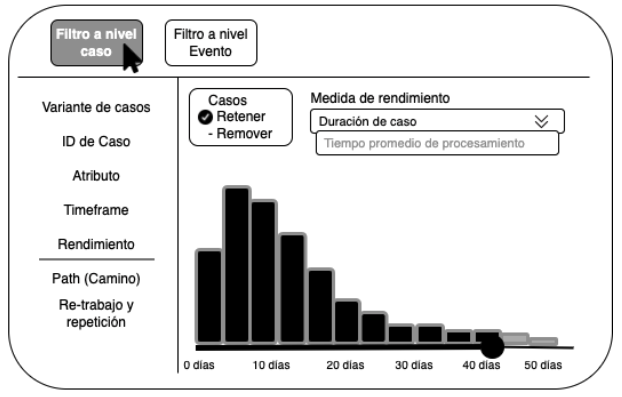 Filtro a nivel
caso
Filtro a nivel
Evento
Variante de casos
ID de Caso
Atributo
Timeframe
Rendimiento
Path (Camino)
Re-trabajo y
repetición
Casos
Retener
- Remover
Medida de rendimiento
Duración de caso
Tiempo promedio de procesamiento
0 días 10 días 20 días 30 días 40 días 50 días